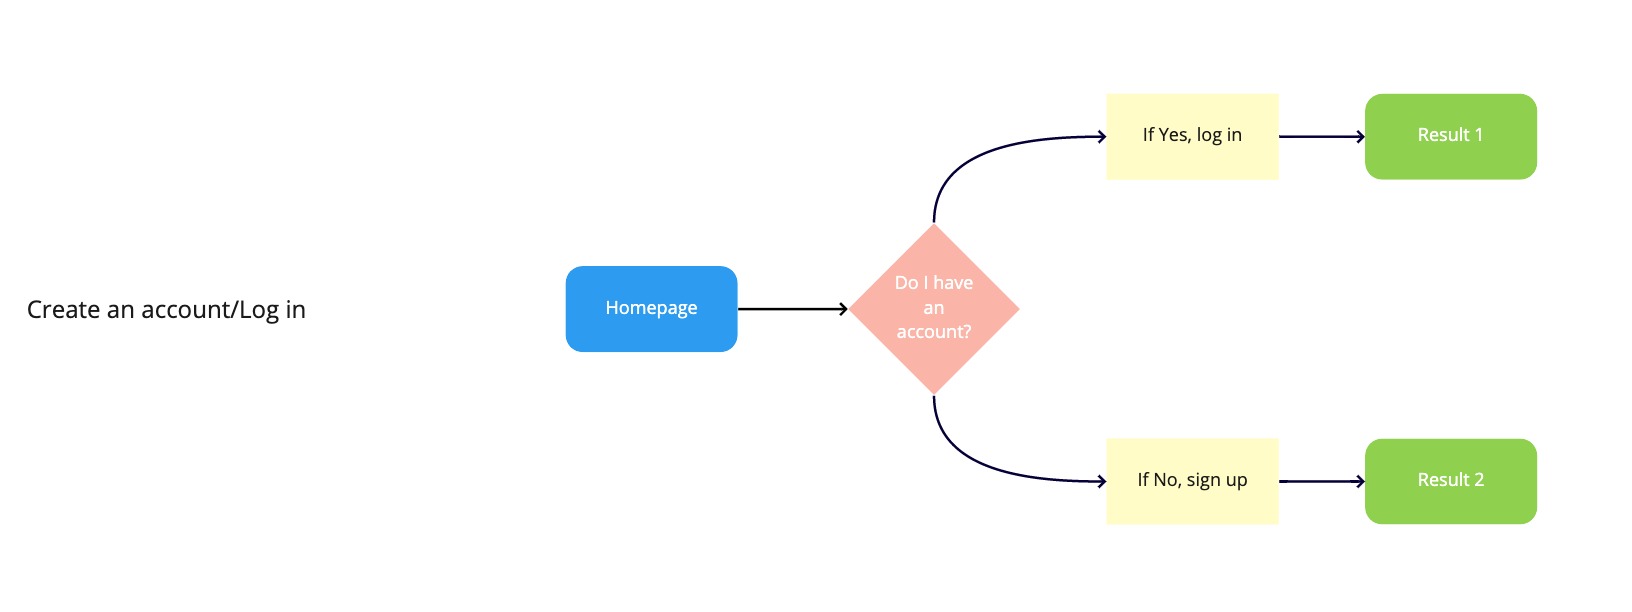 Create an account/Log in
Homepage
Do I have
an
account?
If Yes, log in
Result 1
If No, sign up
Result 2